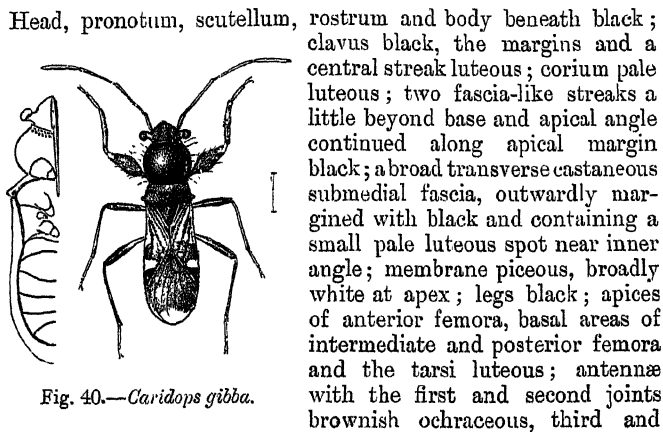 Head, pronotum, scutellum, rostrum and body beneath black;
clavus black, the margins and a
central streak luteous; corium pale
luteous; two fascia-like streaks a
little beyond base and apical angle
continued along apical margin
black; a broad transverse castaneous
submedial fascia, outwardly mar-
gined with black and containing a
small pale luteous spot near inner
angle; membrane piceous, broadly
white at apex; legs black; apices
of anterior femora, basal areas of
intermediate and posterior femora
and the tarsi luteous; antennæ
with the first and second joints
brownish ochraceous, third and
Fig. 40.—Caridops gibba.